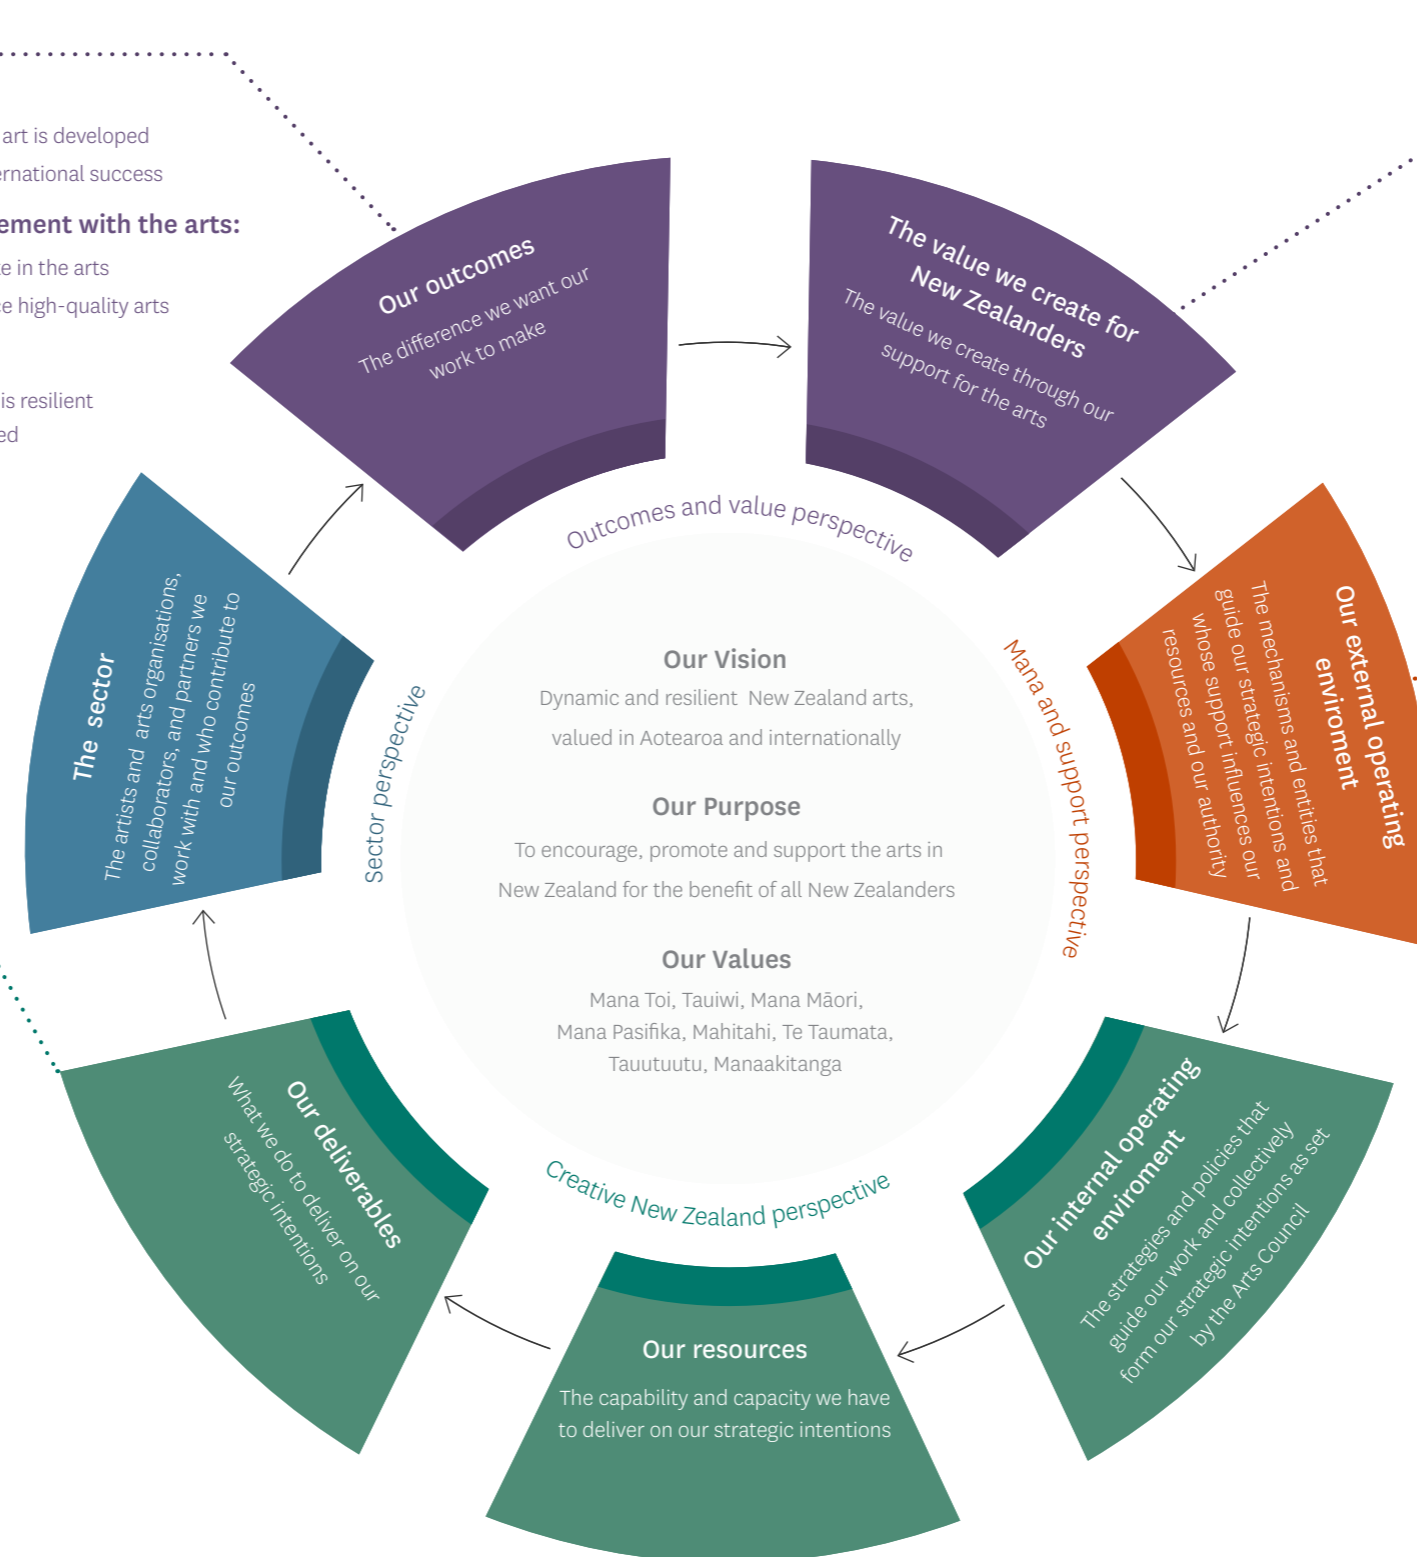 art is developed
ernational success
ement with the arts:
e in the arts
ce high-quality arts
is resilient
ed
Our outcomes
The difference we want our
work to make
The value we create for
New Zealanders
The value we create through our
support for the arts
Our external operating
enviroment
The mechanisms and entities that
guide our strategic intentions and
whose support influences our
resources and our authority
Our internal operating
enviroment
The strategies and policies that
guide our work and collectively
form our strategic intentions as set
by the Arts Council
Our resources
The capability and capacity we have
to deliver on our strategic intentions
Our deliverables
What we do to deliver on our
strategic intentions
The sector
The artists and arts organisations,
collaborators, and partners we
work with and who contribute to
our outcomes
Outcomes and value perspective
Mana and support perspective
Creative New Zealand perspective
Sector perspective
Our Vision
Dynamic and resilient New Zealand arts,
valued in Aotearoa and internationally
Our Purpose
To encourage, promote and support the arts in
New Zealand for the benefit of all New Zealanders
Our Values
Mana Toi, Tauiwi, Mana Māori,
Mana Pasifika, Mahitahi, Te Taumata,
Tautuutu, Manaakitanga